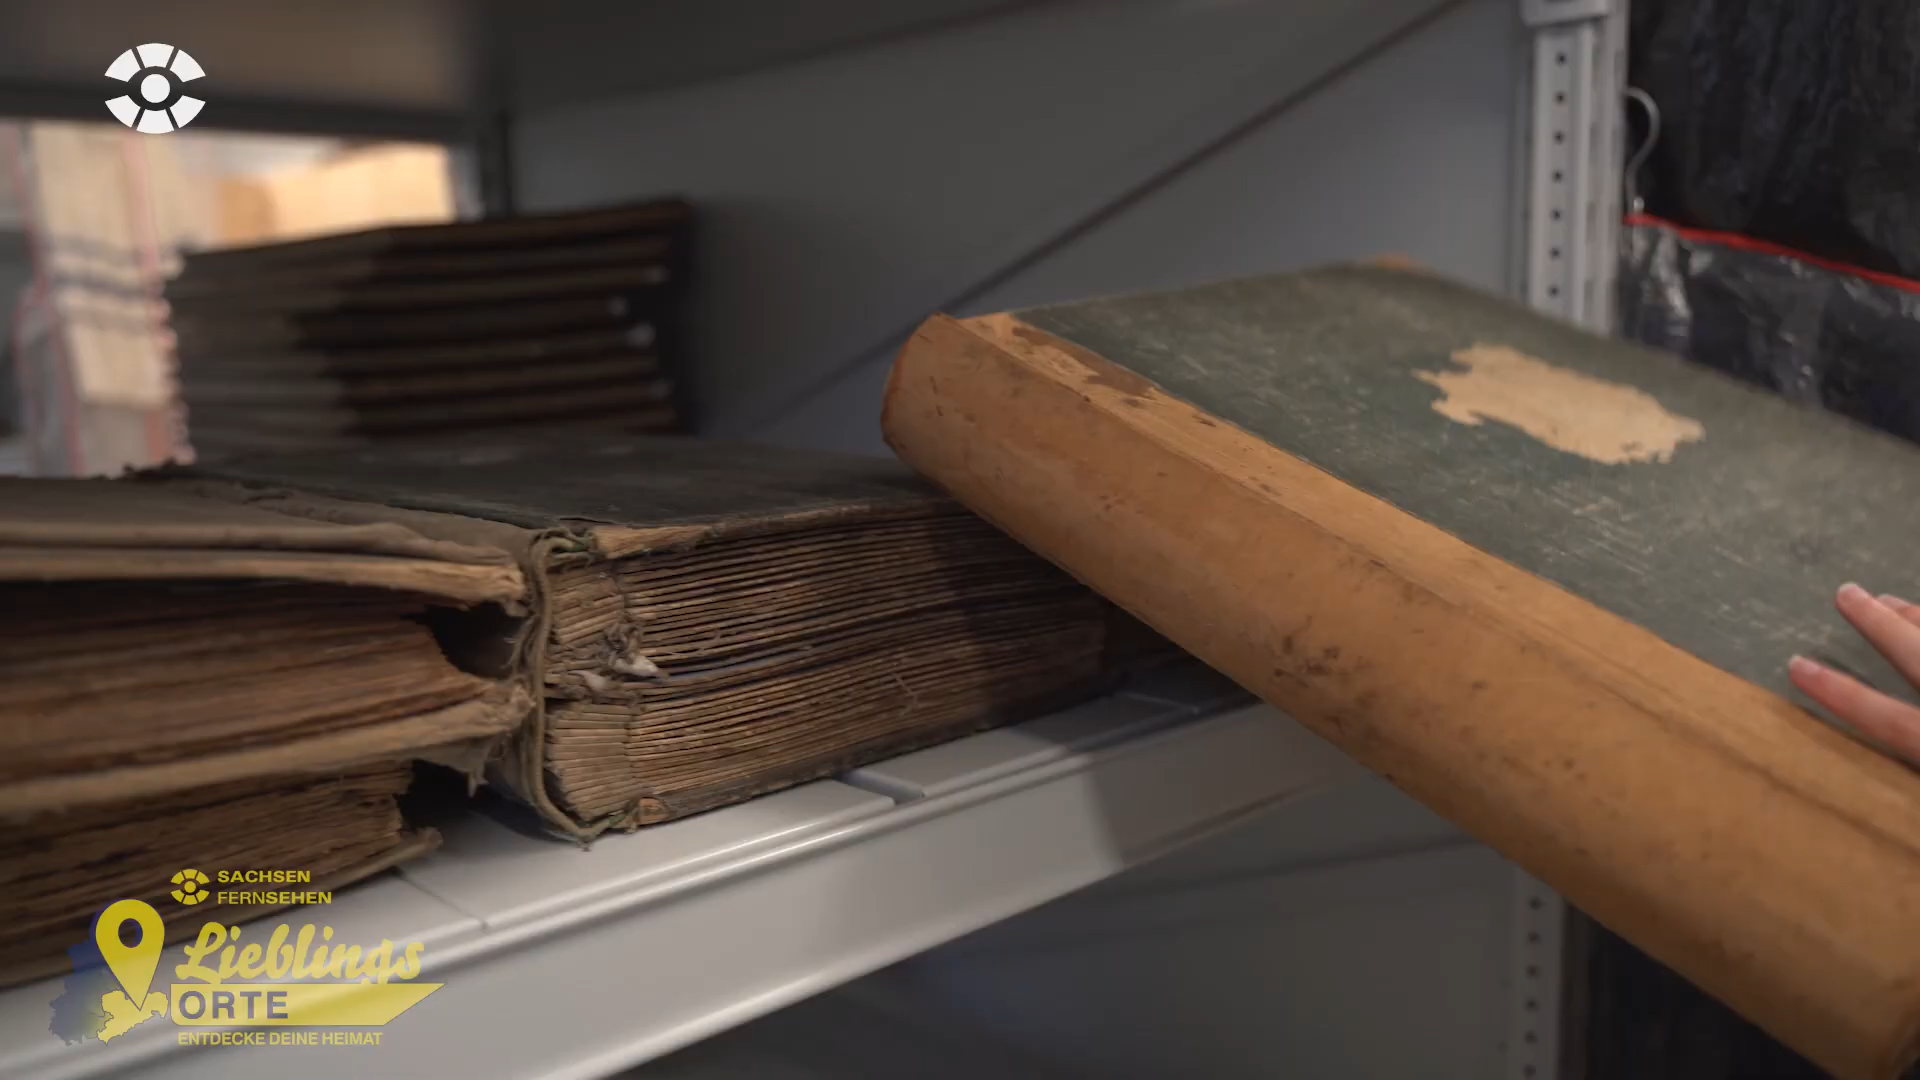 SACHSEN
FERNSEHEN
Lieblings
ORTE
ENTDECKE DEINE HEIMAT